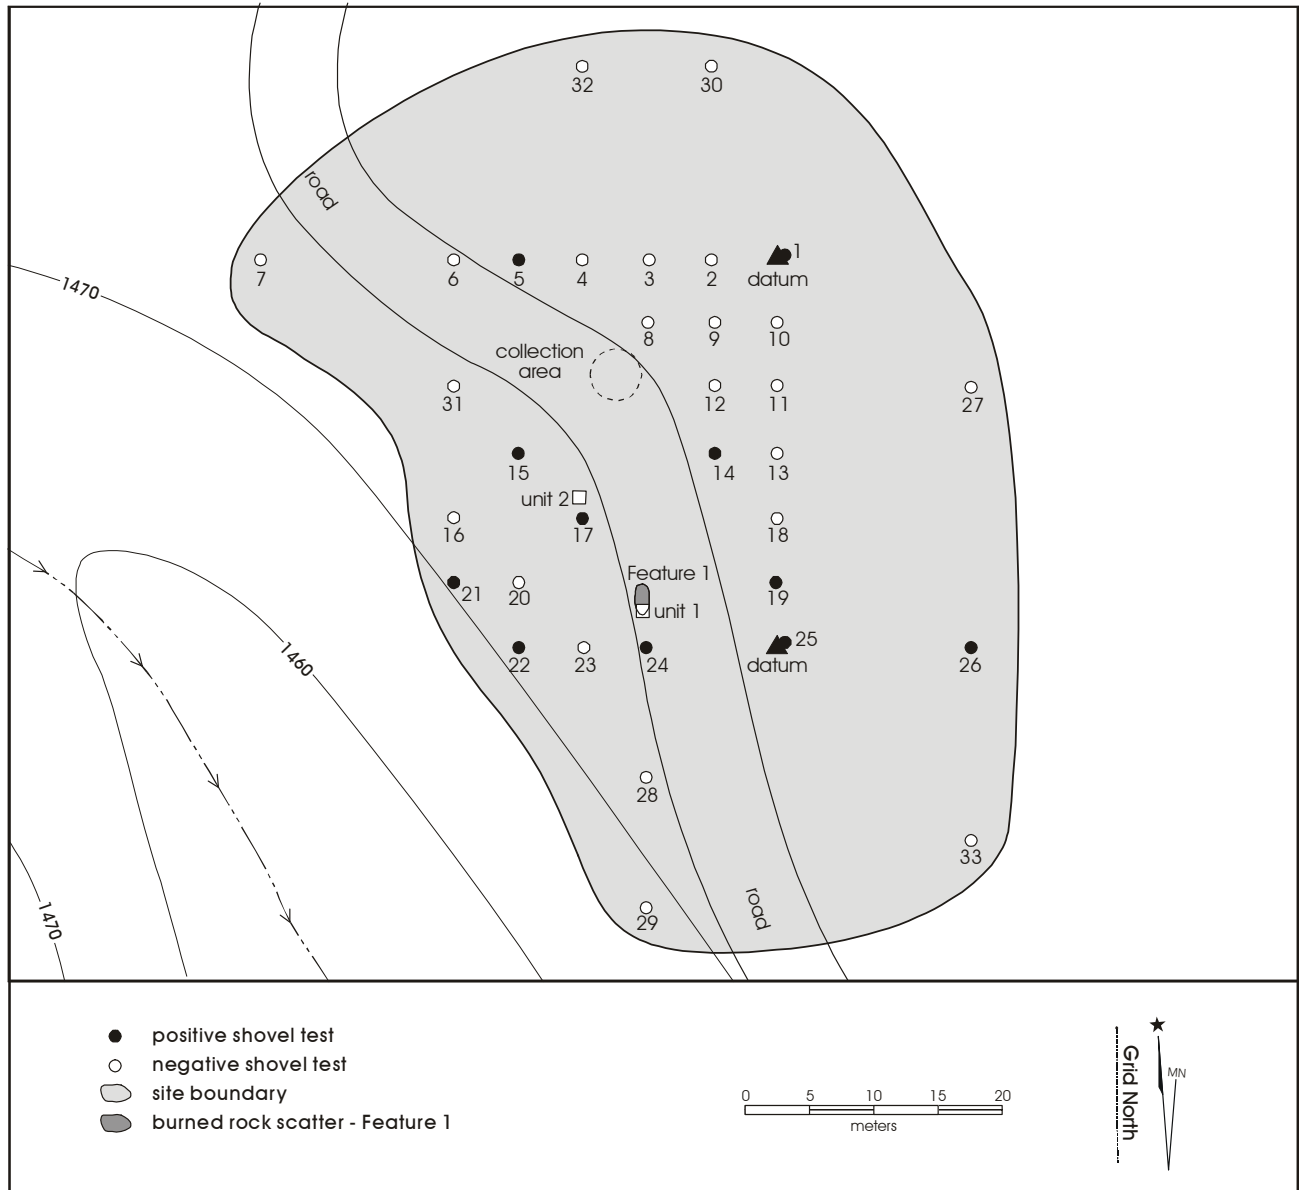 32
30
road
7
6
5
4
3
2
1
datum
1470
8
9
10
collection
area
31
12
11
27
15
14
13
unit 2
16
17
18
Feature 1
21
20
unit 1
19
22
23
24
25
datum
26
1460
28
33
1470
29
road
positive shovel test
negative shovel test
site boundary
burned rock scatter - Feature 1
0 5 10 15 20
meters
Grid North
MN